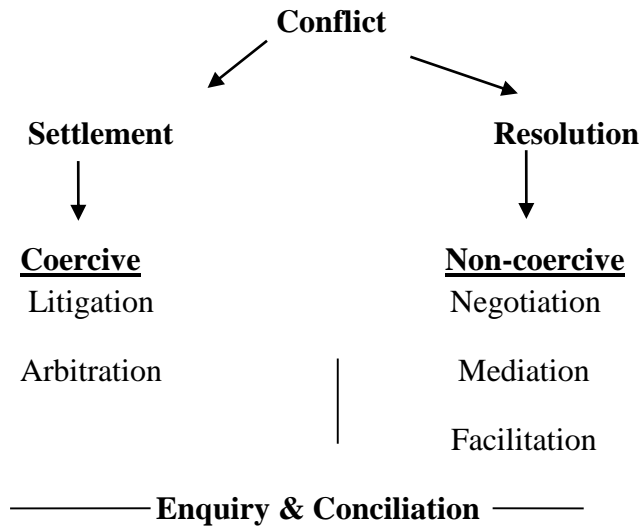 Conflict
Settlement Resolution
Coercive Non-coercive
Litigation Negotiation
Arbitration Mediation
Facilitation
Enquiry & Conciliation